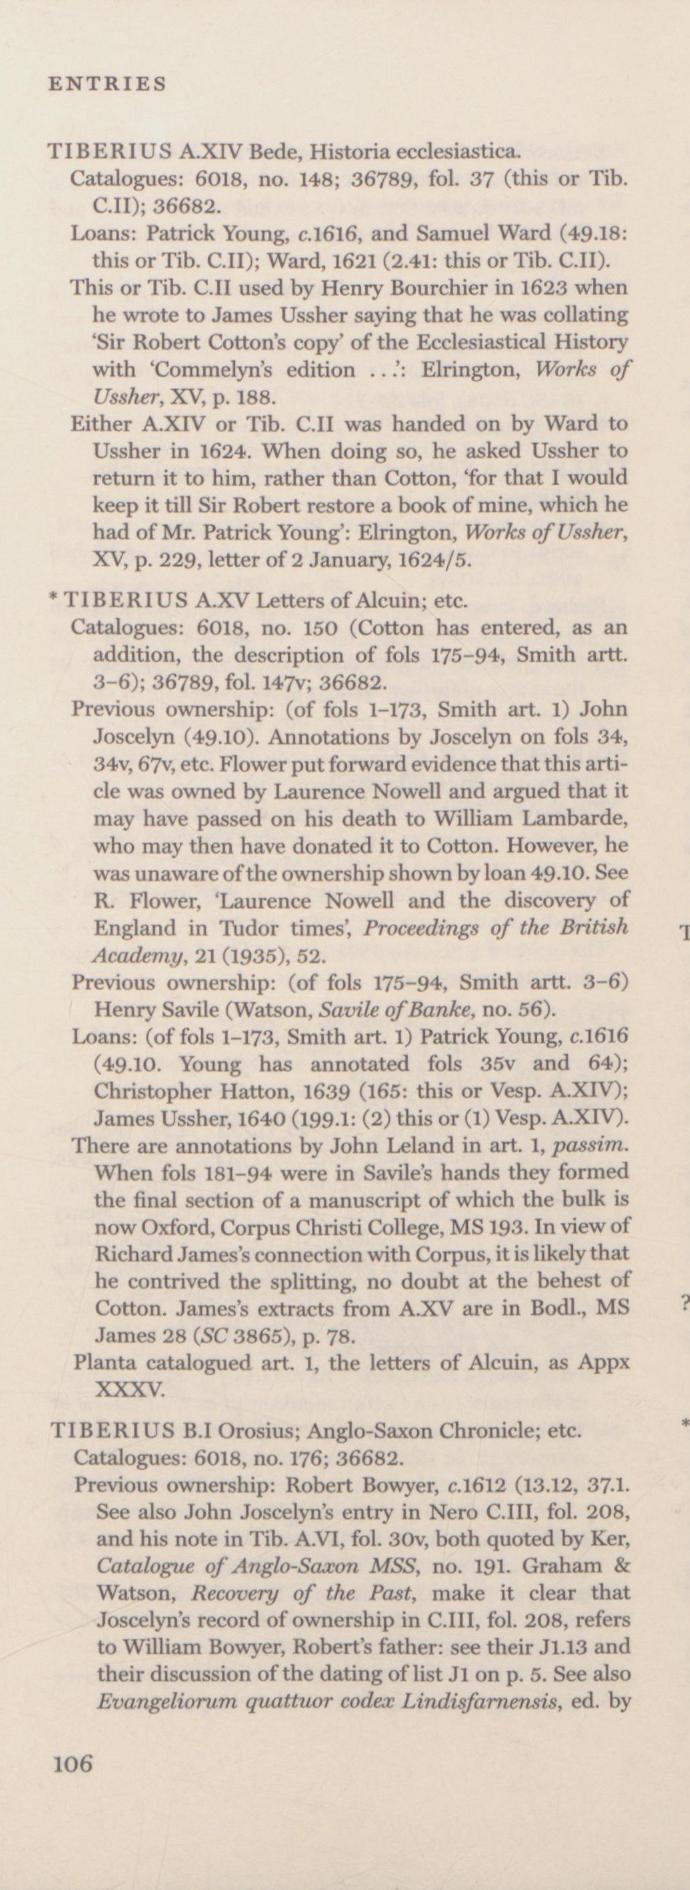 ENTRIES
TIBERIUS A.XIV Bede, Historia ecclesiastica.
Catalogues: 6018, no. 148; 36789, fol. 37 (this or Tib.
C.II); 36682.
Loans: Patrick Young, c.1616, and Samuel Ward (49.18:
this or Tib. C.II); Ward, 1621 (2.41: this or Tib. C.II).
This or Tib. C.II used by Henry Bourchier in 1623 when
he wrote to James Ussher saying that he was collating
‘Sir Robert Cotton’s copy’ of the Ecclesiastical History
with ‘Commelyn’s edition ...’: Elrington, Works of
Ussher, XV, p. 188.
Either A.XIV or Tib. C.II was handed on by Ward to
Ussher in 1624. When doing so, he asked Ussher to
return it to him, rather than Cotton, ‘for that I would
keep it till Sir Robert restore a book of mine, which he
had of Mr. Patrick Young’: Elrington, Works of Ussher,
XV, p. 229, letter of 2 January, 1624/5.
* TIBERIUS A.XV Letters of Alcuin; etc.
Catalogues: 6018, no. 150 (Cotton has entered, as an
addition, the description of fols 175–94, Smith artt.
3–6); 36789, fol. 147v; 36682.
Previous ownership: (of fols 1–173, Smith art. 1) John
Joscelyn (49.10). Annotations by Joscelyn on fols 34,
34v, 67v, etc. Flower put forward evidence that this arti-
cle was owned by Laurence Nowell and argued that it
may have passed on his death to William Lambarde,
who may then have donated it to Cotton. However, he
was unaware of the ownership shown by loan 49.10. See
R. Flower, ‘Laurence Nowell and the discovery of
England in Tudor times’, Proceedings of the British
Academy, 21 (1935), 52.
Previous ownership: (of fols 175–94, Smith artt. 3–6)
Henry Savile (Watson, Savile of Banke, no. 56).
Loans: (of fols 1–173, Smith art. 1) Patrick Young, c.1616
(49.10. Young has annotated fols 35v and 64);
Christopher Hatton, 1639 (165: this or Vesp. A.XIV);
James Ussher, 1640 (199.1: (2) this or (1) Vesp. A.XIV).
There are annotations by John Leland in art. 1, passim.
When fols 181–94 were in Savile’s hands they formed
the final section of a manuscript of which the bulk is
now Oxford, Corpus Christi College, MS 193. In view of
Richard James’s connection with Corpus, it is likely that
he contrived the splitting, no doubt at the behest of
Cotton. James’s extracts from A.XV are in Bodl., MS
James 28 (SC 3865), p. 78.
Planta catalogued art. 1, the letters of Alcuin, as Appx
XXXV.
TIBERIUS B.I Orosius; Anglo-Saxon Chronicle; etc.
Catalogues: 6018, no. 176; 36682.
Previous ownership: Robert Bowyer, c.1612 (13.12, 37.1.
See also John Joscelyn’s entry in Nero C.III, fol. 208,
and his note in Tib. A.VI, fol. 30v, both quoted by Ker,
Catalogue of Anglo-Saxon MSS, no. 191. Graham &
Watson, Recovery of the Past, make it clear that
Joscelyn’s record of ownership in C.III, fol. 208, refers
to William Bowyer, Robert’s father: see their J1.13 and
their discussion of the dating of list J1 on p. 5. See also
Evangeliorum quattuor codex Lindisfarnensis, ed. by
106
T
?
*